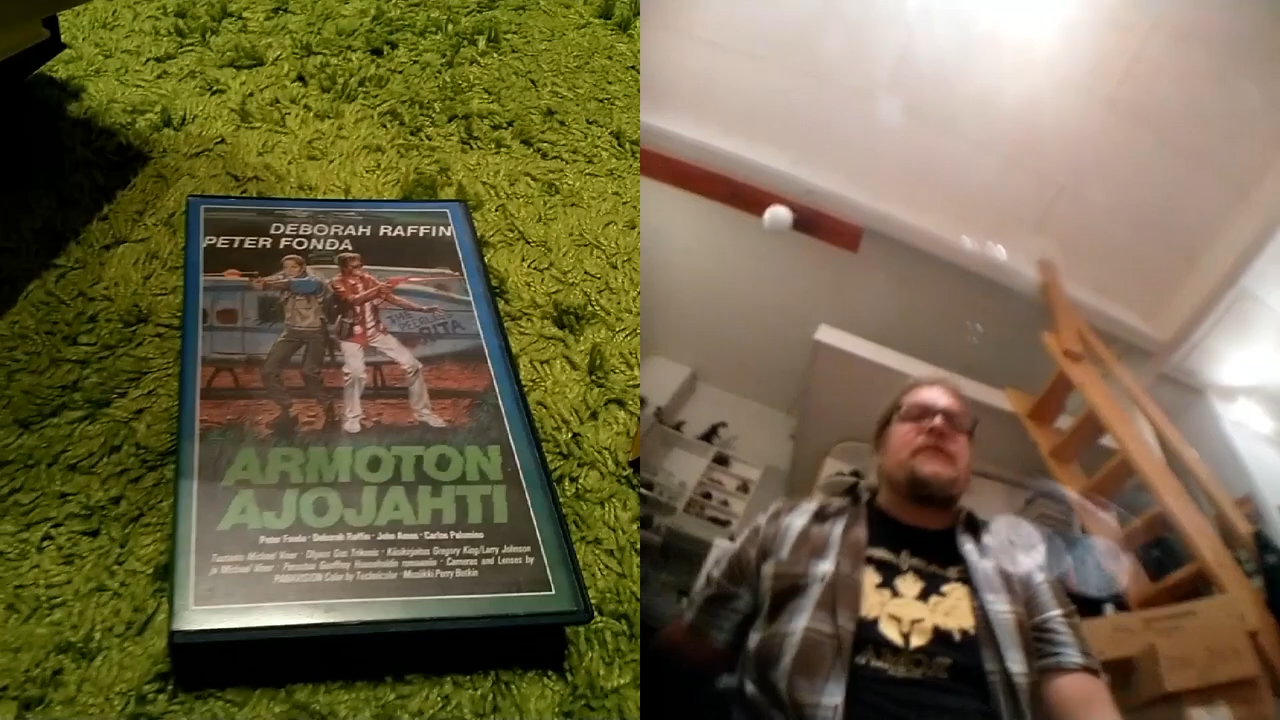 DEBORAH RAFFIN
PETER FONDA
THE
PITA
ARMOTON
AJOJAHTI
Peter Fonda · Deborah Raffin · John Amos · Carlos Palomino
Tuotanto Michael Viner · Ohjaus Gus Trikonis · Käsikirjoitus Gregory King/Larry Johnson
ja Michael Viner · Perustuu Geoffrey Householdin romaaniin · Cameras and Lenses by
PANAVISION Color by Technicolor · Musiikki Perry Botkin